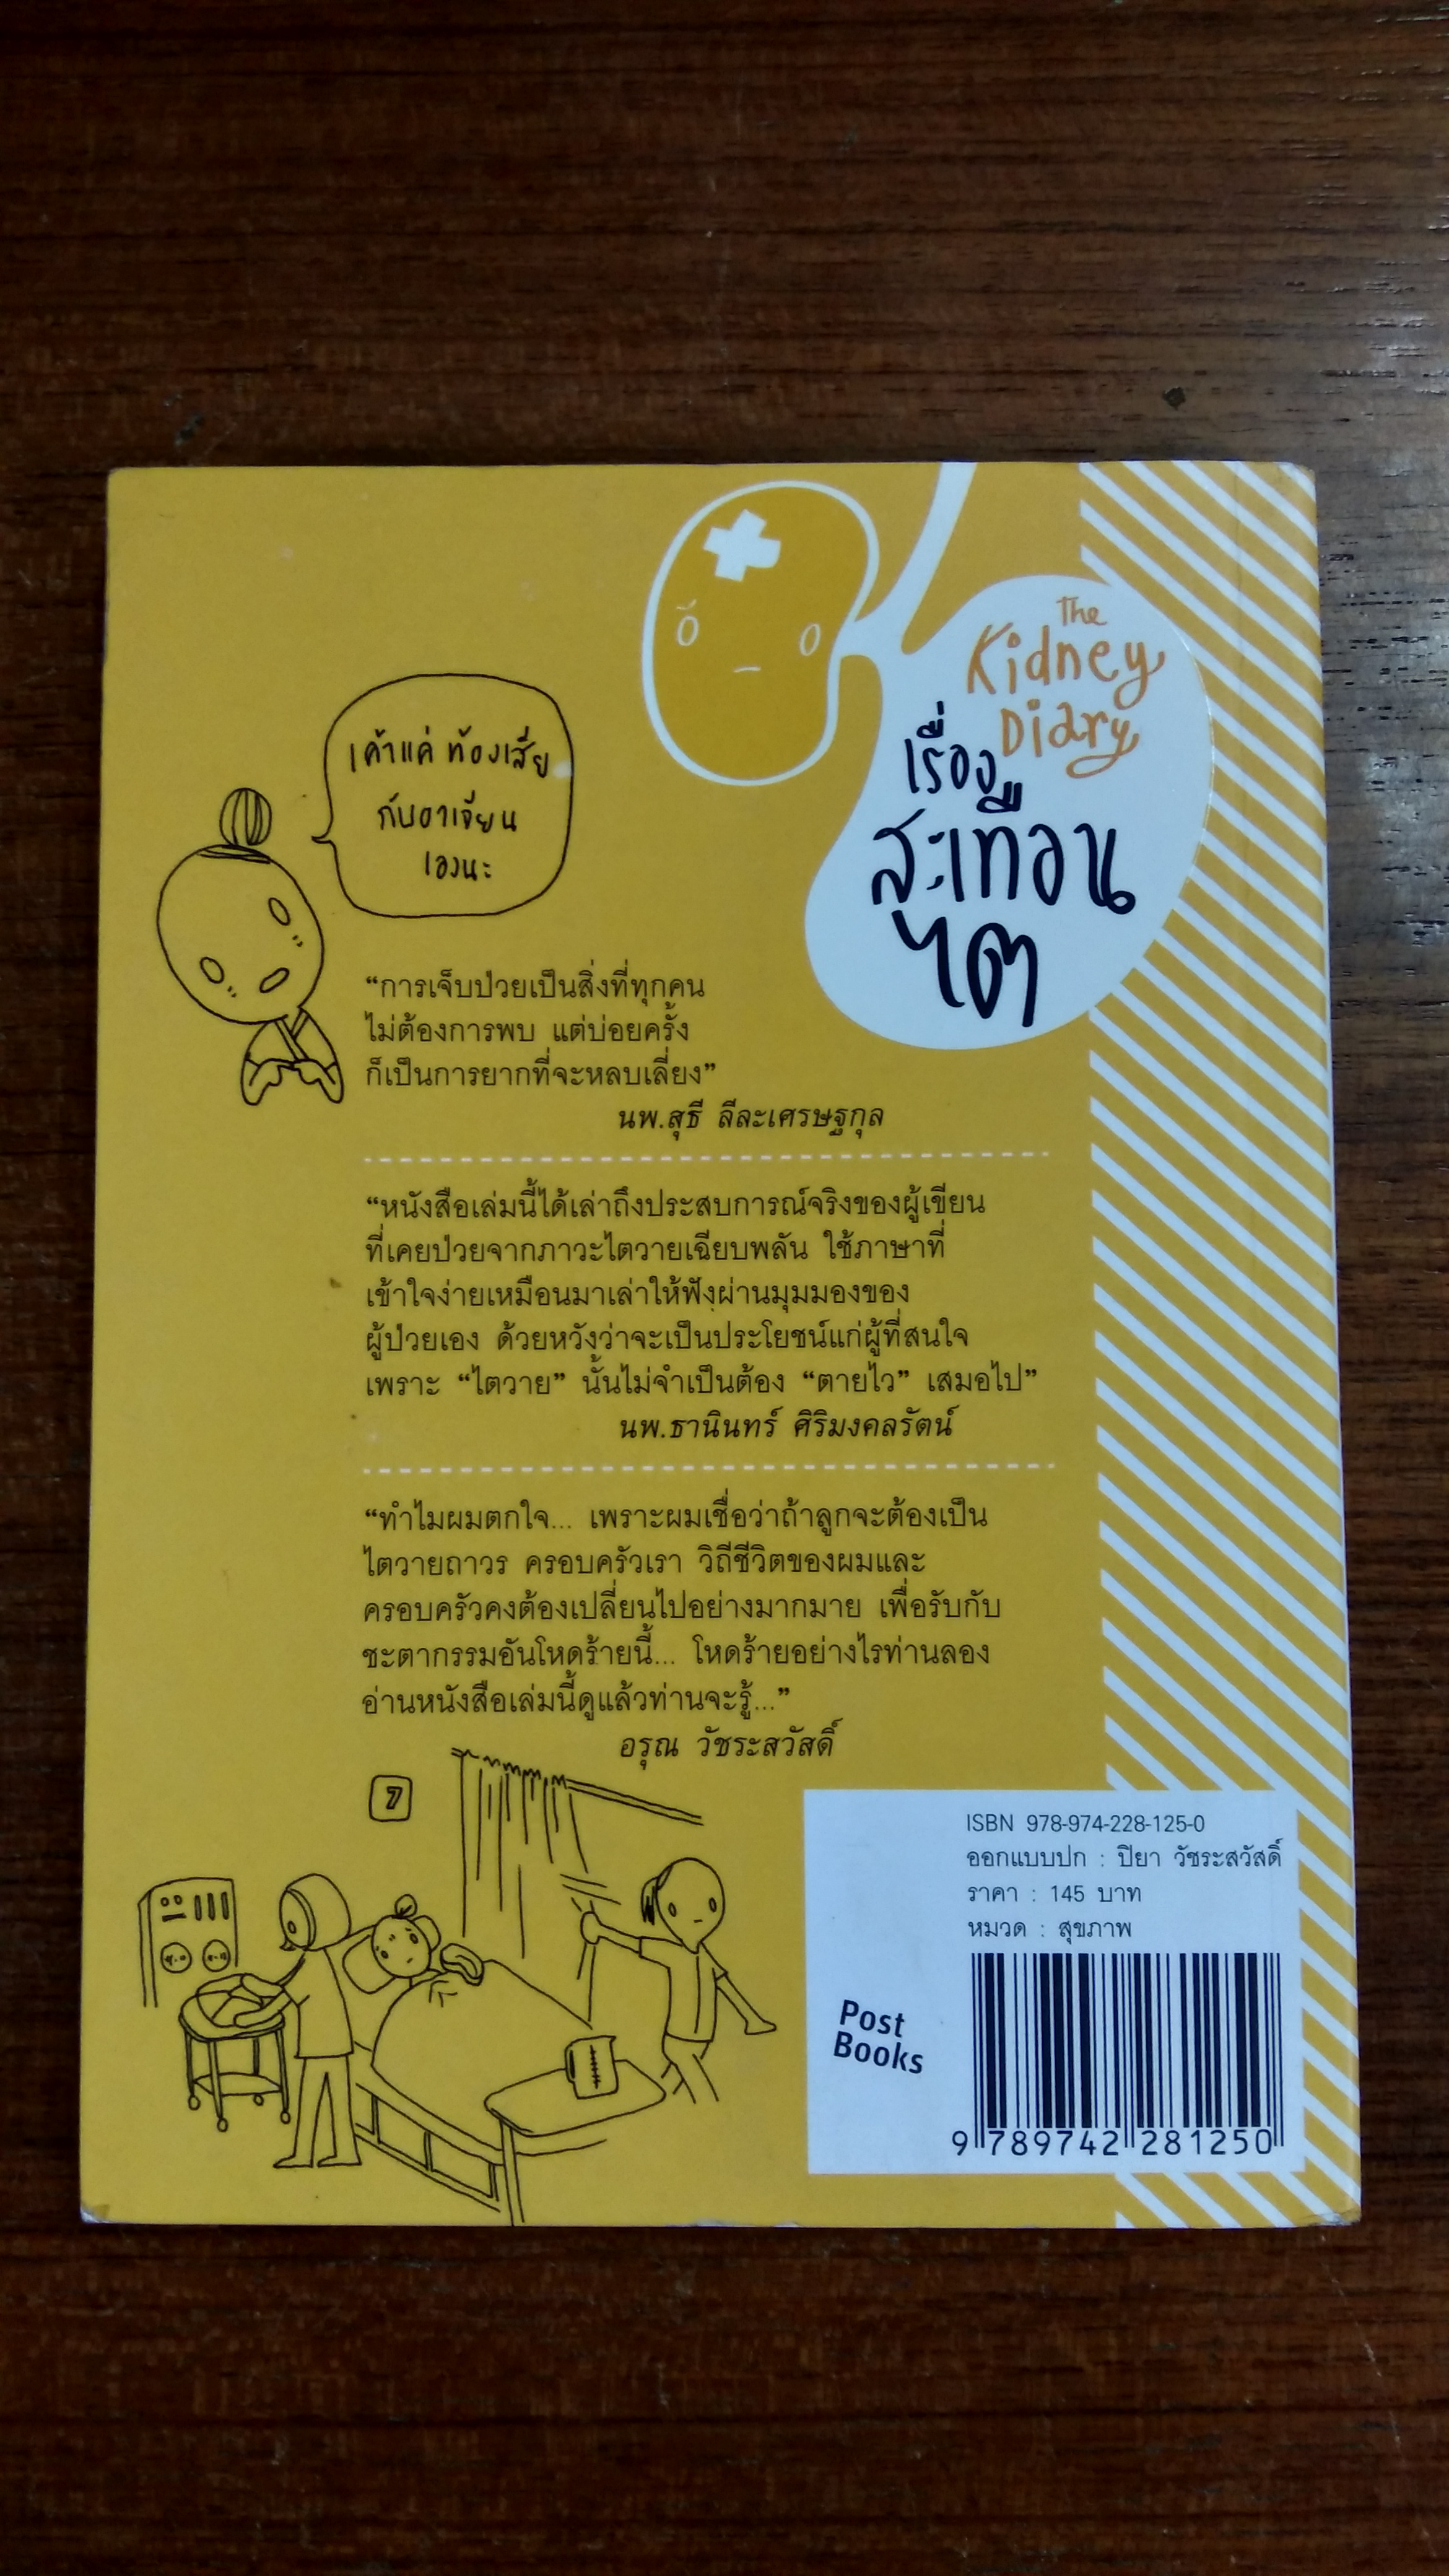 The
Kidney
Diary
เรื่อง
สะเทือน
ไต
เค้าแค่ ท้องเสีย
กับอาเจียน
เองนะ
“การเจ็บป่วยเป็นสิ่งที่ทุกคน
ไม่ต้องการพบ แต่บ่อยครั้ง
ก็เป็นการยากที่จะหลบเลี่ยง”
นพ.สุธี ลีละเศรษฐกุล
“หนังสือเล่มนี้ได้เล่าถึงประสบการณ์จริงของผู้เขียน
ที่เคยป่วยจากภาวะไตวายเฉียบพลัน ใช้ภาษาที่
เข้าใจง่ายเหมือนมาเล่าให้ฟังผ่านมุมมองของ
ผู้ป่วยเอง ด้วยหวังว่าจะเป็นประโยชน์แก่ผู้ที่สนใจ
เพราะ “ไตวาย” นั้นไม่จำเป็นต้อง “ตายไว” เสมอไป”
นพ.ธานินทร์ ศิริมงคลรัตน์
“ทำไมผมตกใจ... เพราะผมเชื่อว่าถ้าลูกจะต้องเป็น
ไตวายถาวร ครอบครัวเรา วิถีชีวิตของผมและ
ครอบครัวคงต้องเปลี่ยนไปอย่างมากมาย เพื่อรับกับ
ชะตากรรมอันโหดร้ายนี้... โหดร้ายอย่างไรท่านลอง
อ่านหนังสือเล่มนี้ดูแล้วท่านจะรู้...”
อรุณ วัชระสวัสดิ์
7
ISBN 978-974-228-125-0
ออกแบบปก : ปิยา วัชระสวัสดิ์
ราคา : 145 บาท
หมวด : สุขภาพ
Post
Books
9 789742 281250